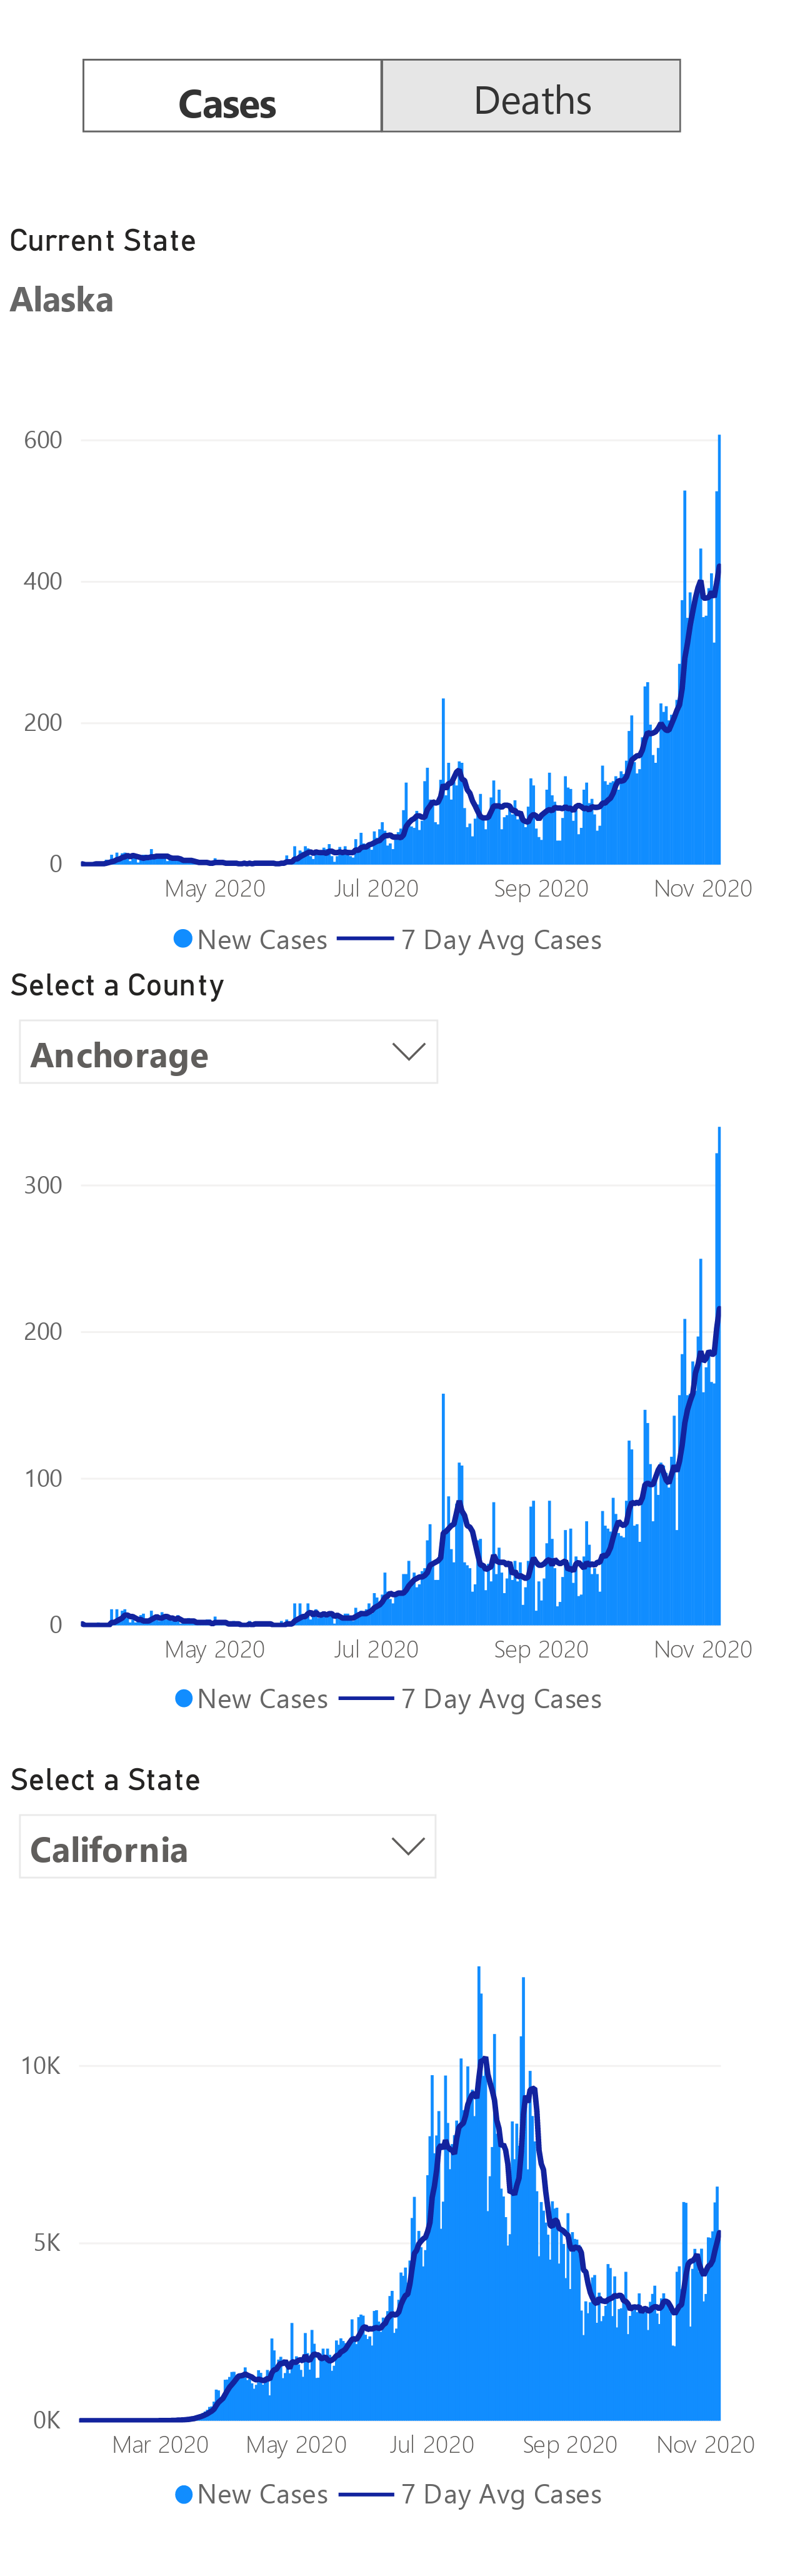 Cases Deaths
Current State
Alaska
600
400
200
0
May 2020 Jul 2020 Sep 2020 Nov 2020
New Cases 7 Day Avg Cases
Select a County
Anchorage
300
200
100
0
May 2020 Jul 2020 Sep 2020 Nov 2020
New Cases 7 Day Avg Cases
Select a State
California
10K
5K
0K
Mar 2020 May 2020 Jul 2020 Sep 2020 Nov 2020
New Cases 7 Day Avg Cases